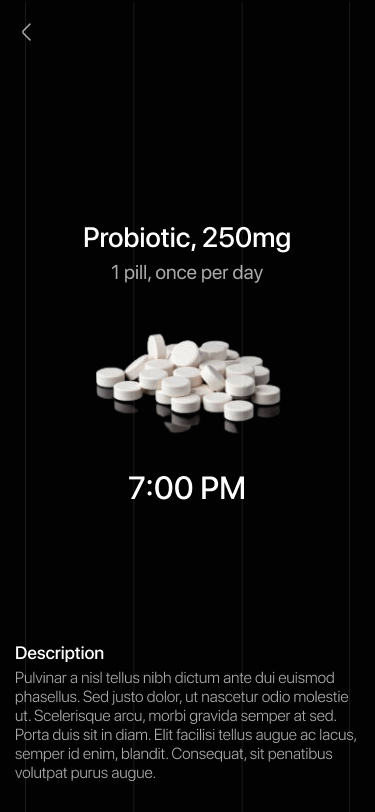 Probiotic, 250mg
1 pill, once per day
7:00 PM
Description
Pulvinar a nisl tellus nibh dictum ante dui euismod
phasellus. Sed justo dolor, ut nascetur odio molestie
ut. Scelerisque arcu, morbi gravida semper at sed.
Porta duis sit in diam. Elit facilisi tellus augue ac lacus,
semper id enim, blandit. Consequat, sit penatibus
volutpat purus augue.